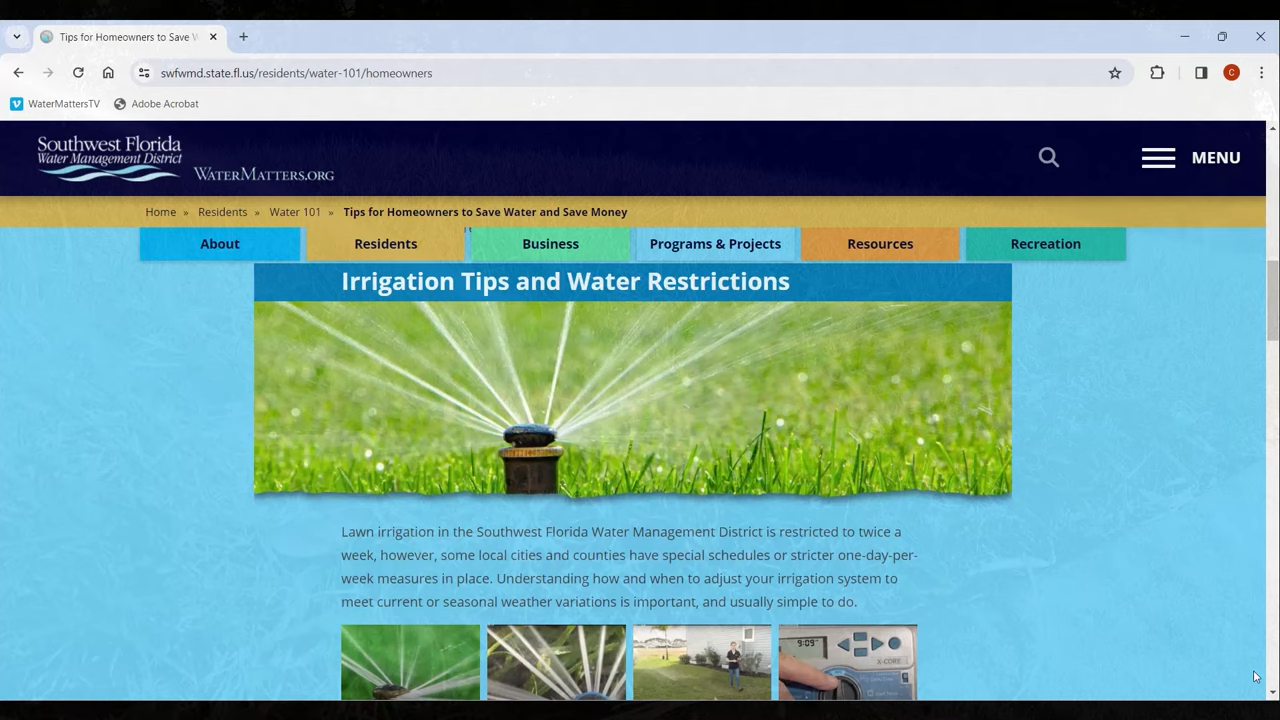 Tips for Homeowners to Save W
swfwmd.state.fl.us/residents/water-101/homeowners
C
WaterMattersTV
Adobe Acrobat
Southwest Florida
Water Management District
WATERMATTERS.ORG
MENU
Home » Residents » Water 101 » Tips for Homeowners to Save Water and Save Money
About
Residents
Business
Programs & Projects
Resources
Recreation
Irrigation Tips and Water Restrictions
Lawn irrigation in the Southwest Florida Water Management District is restricted to twice a
week, however, some local cities and counties have special schedules or stricter one-day-per-
week measures in place. Understanding how and when to adjust your irrigation system to
meet current or seasonal weather variations is important, and usually simple to do.
9:09
X-CORE